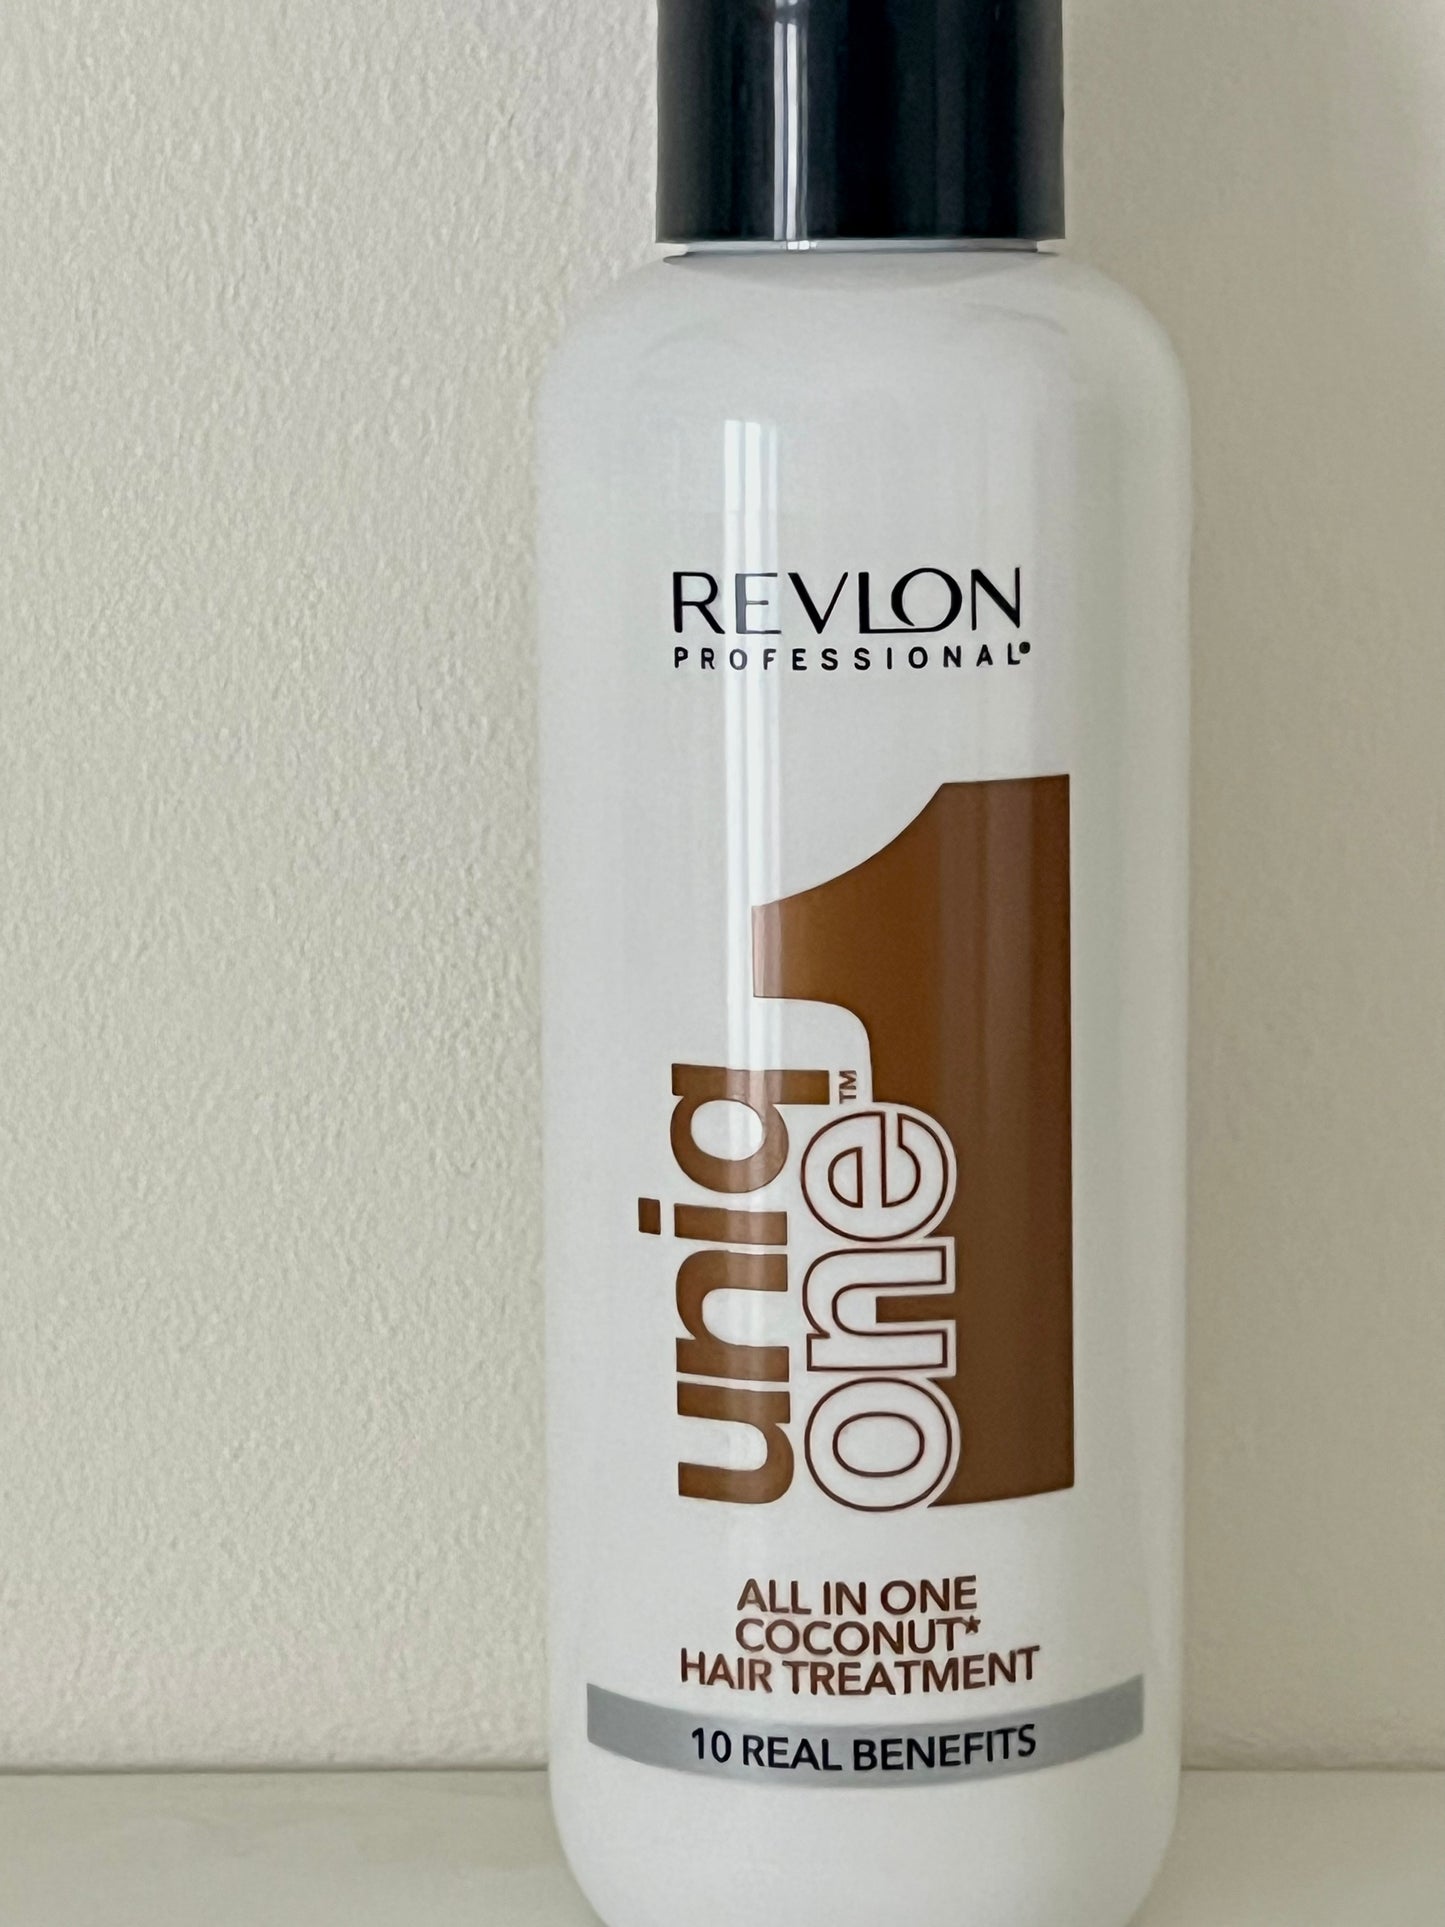 REVLON
PROFESSIONAL®
1
uniq
one™
ALL IN ONE
COCONUT*
HAIR TREATMENT
10 REAL BENEFITS